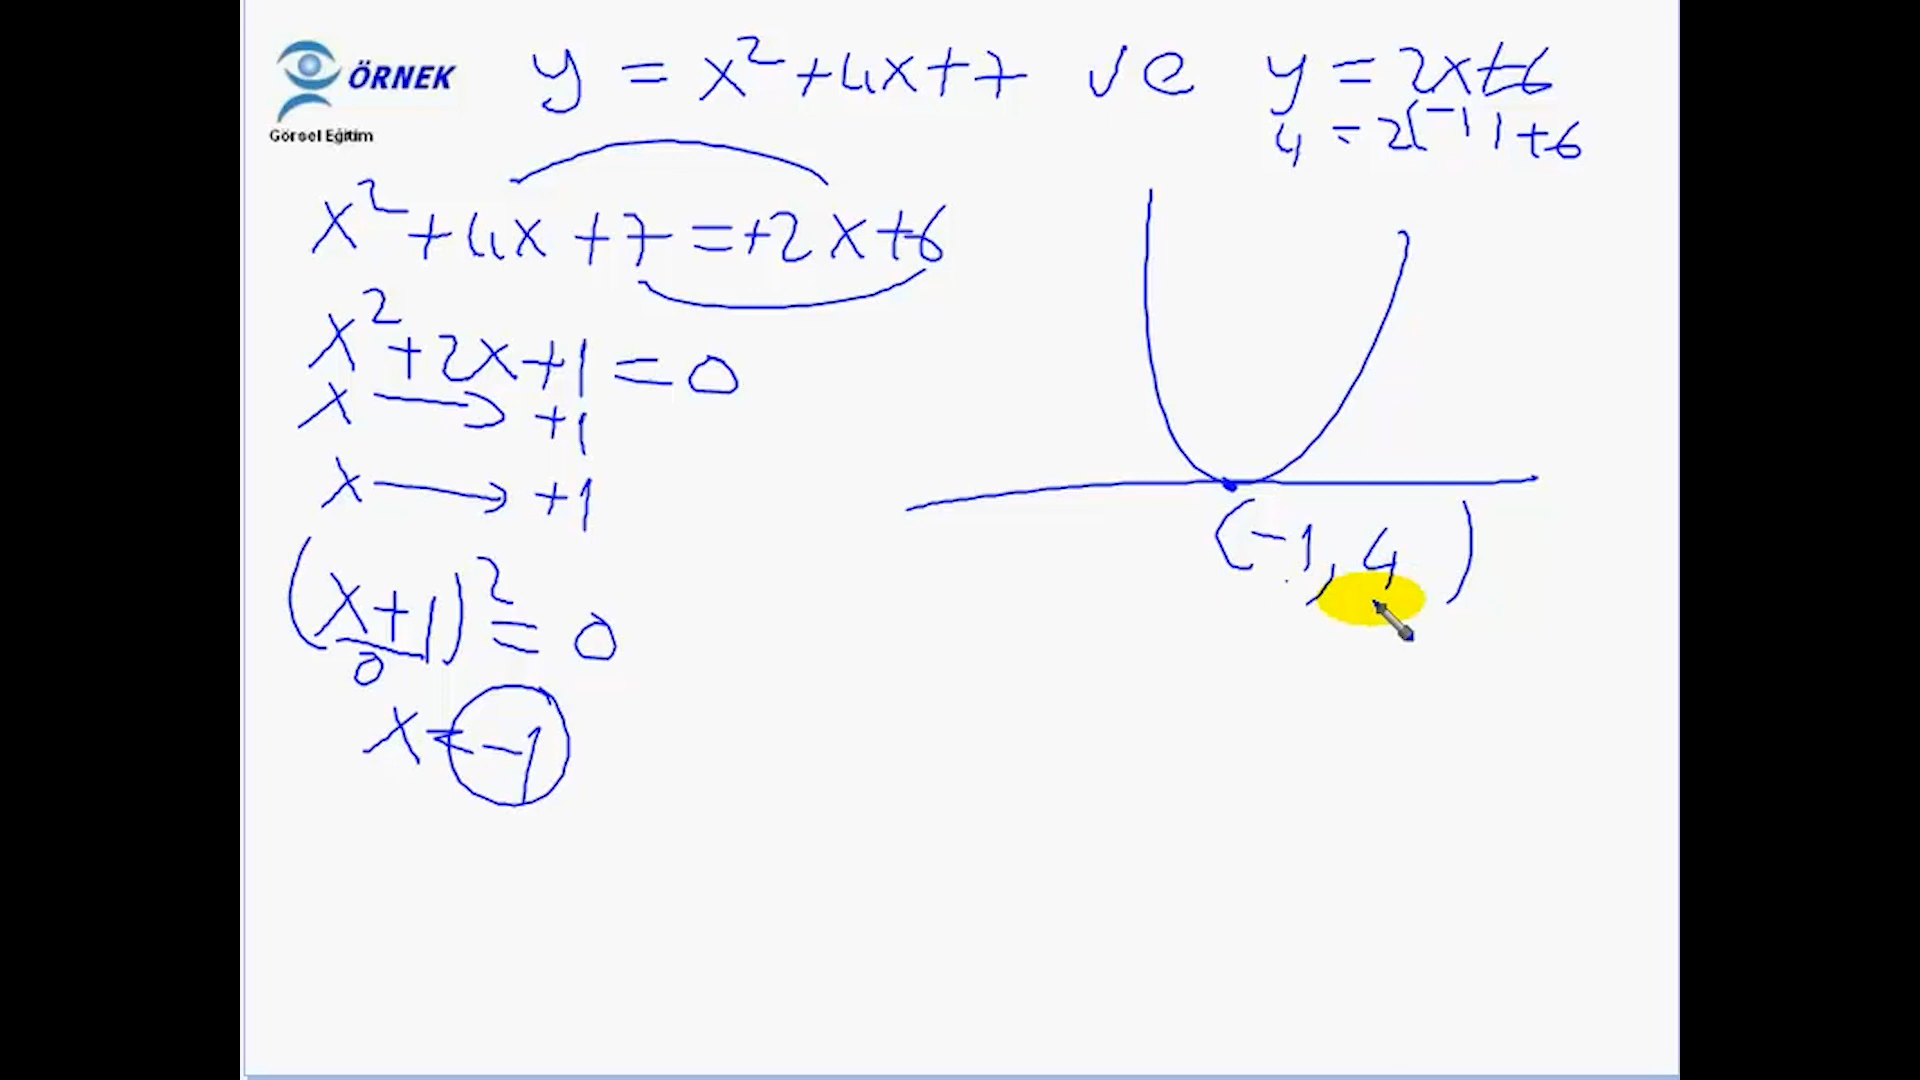 ÖRNEK
Görsel Eğitim
y = x² + 4x + 7 ve y = 2x + 6
4 = 2(-1) + 6
x² + 4x + 7 = +2x + 6
x² + 2x + 1 = 0
x → +1
x → +1
(x + 1)² = 0
0
x = -1
(-1, 4)